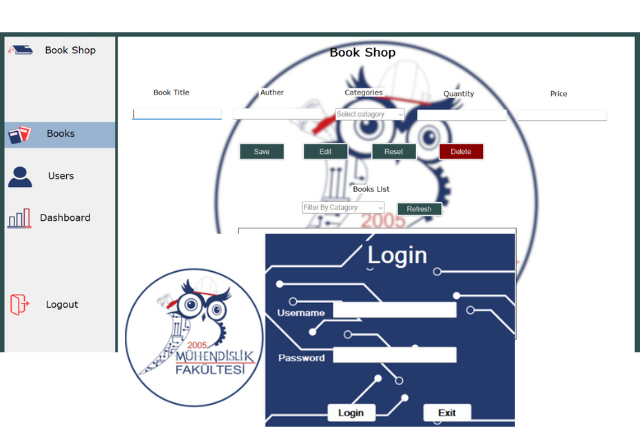 Book Shop
Books
Users
Dashboard
Logout
Book Shop
Book Title
Auther
Categories
Quantity
Price
Select catagory
Save
Edit
Reset
Delete
Books List
Filter By Catagory
Refresh
2005
2005
MÜHENDİSLİK
FAKÜLTESİ
Login
Username
Password
Login
Exit